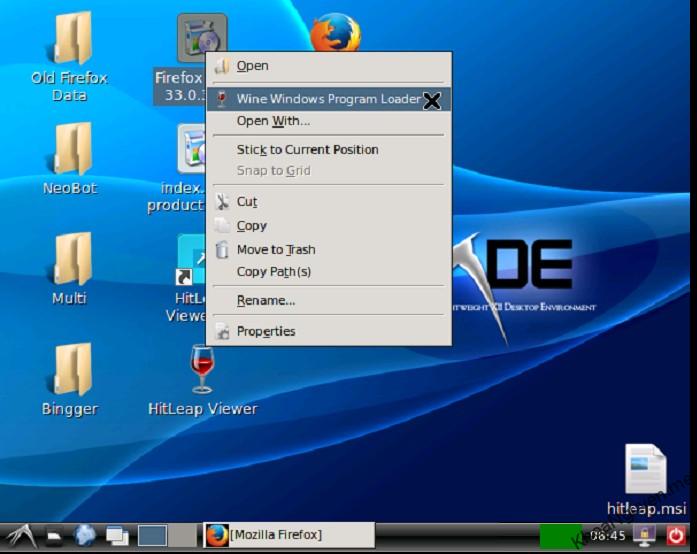 Old Firefox
Data
Firefox
33.0.
Open
Wine Windows Program Loader
Open With...
Stick to Current Position
Snap to Grid
Cut
Copy
Move to Trash
Copy Path(s)
Rename...
Properties
NeoBot
index.
product
Multi
HitLe
Viewe
DE
TWEIGHT X11 DESKTOP ENVIRONMENT
Bingger
HitLeap Viewer
hitleap.msi
[Mozilla Firefox]
08:45